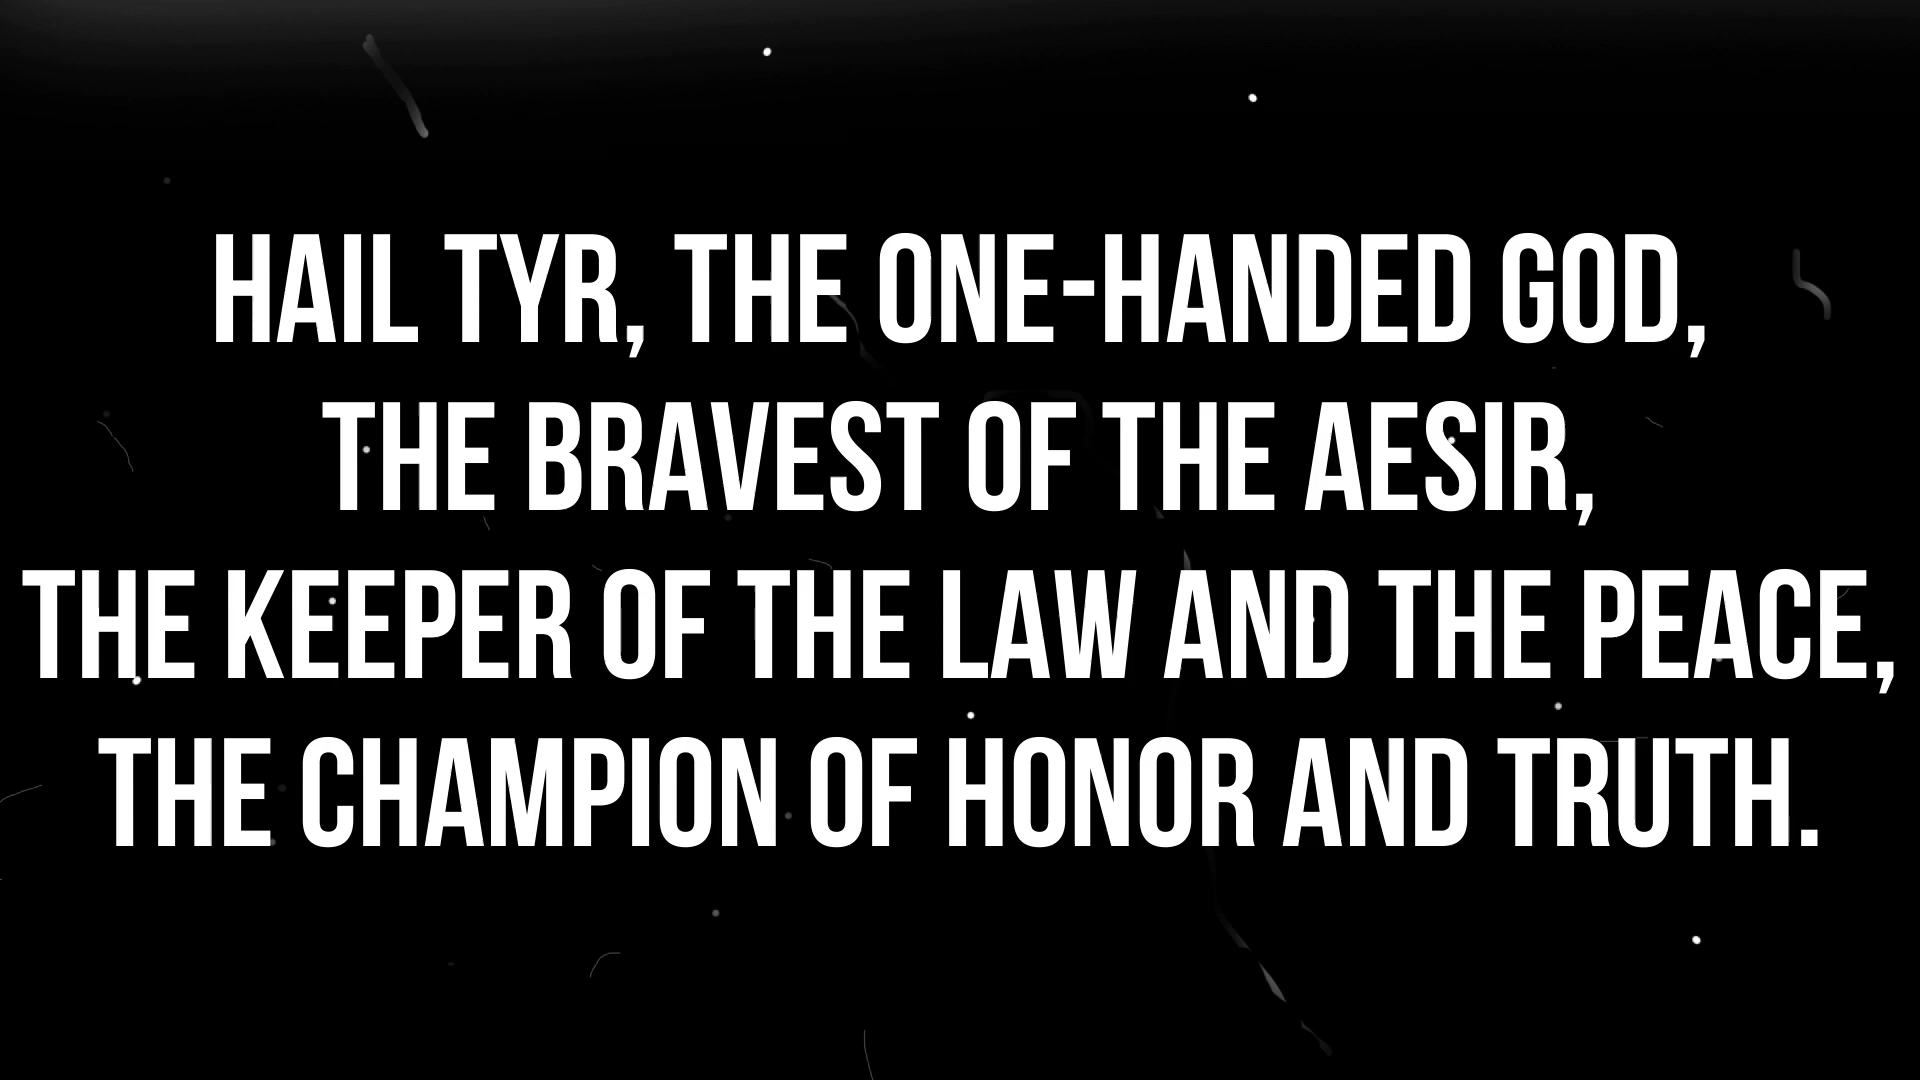 HAIL TYR, THE ONE-HANDED GOD,
THE BRAVEST OF THE AESIR,
THE KEEPER OF THE LAW AND THE PEACE,
THE CHAMPION OF HONOR AND TRUTH.